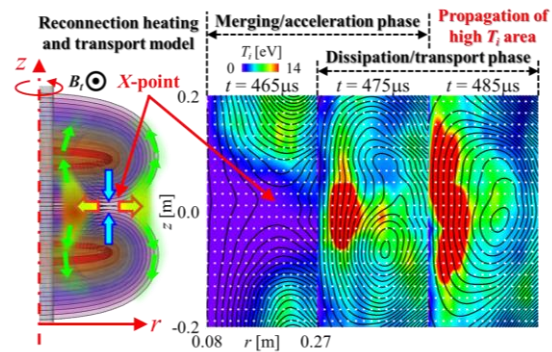 Reconnection heating
and transport model
Merging/acceleration phase
Propagation of
high Ti area
z
Bt
X-point
Ti [eV]
0 14
Dissipation/transport phase
t = 465μs t = 475μs t = 485μs
0.2
z [m]
0.0
-0.2
r
0.08 r [m] 0.27